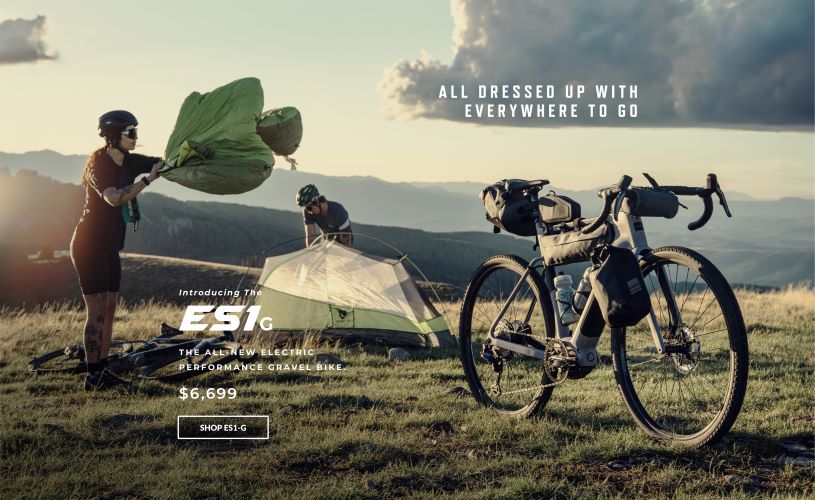 ALL DRESSED UP WITH
EVERYWHERE TO GO
Introducing The
ES1G
THE ALL-NEW ELECTRIC
PERFORMANCE GRAVEL BIKE.
$6,699
SHOP ES1-G